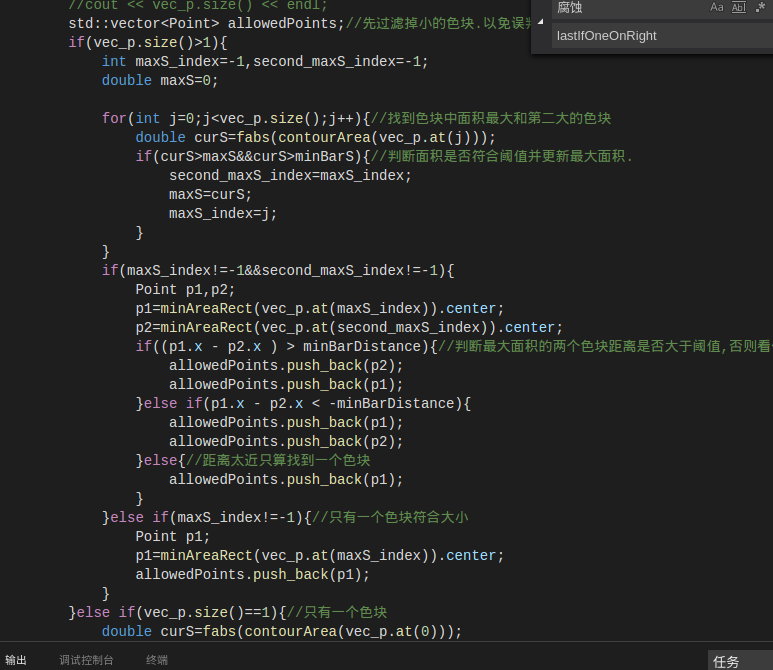 //cout << vec_p.size() << endl;
std::vector<Point> allowedPoints;//先过滤掉小的色块.以免误
if(vec_p.size()>1){
int maxS_index=-1,second_maxS_index=-1;
double maxS=0;
for(int j=0;j<vec_p.size();j++){//找到色块中面积最大和第二大的色块
double curS=fabs(contourArea(vec_p.at(j)));
if(curS>maxS&&curS>minBarS){//判断面积是否符合阈值并更新最大面积.
second_maxS_index=maxS_index;
maxS=curS;
maxS_index=j;
}
}
if(maxS_index!=-1&&second_maxS_index!=-1){
Point p1,p2;
p1=minAreaRect(vec_p.at(maxS_index)).center;
p2=minAreaRect(vec_p.at(second_maxS_index)).center;
if((p1.x - p2.x ) > minBarDistance){//判断最大面积的两个色块距离是否大于阈值,否则看
allowedPoints.push_back(p2);
allowedPoints.push_back(p1);
}else if(p1.x - p2.x < -minBarDistance){
allowedPoints.push_back(p1);
allowedPoints.push_back(p2);
}else{//距离太近只算找到一个色块
allowedPoints.push_back(p1);
}
}else if(maxS_index!=-1){//只有一个色块符合大小
Point p1;
p1=minAreaRect(vec_p.at(maxS_index)).center;
allowedPoints.push_back(p1);
}
}else if(vec_p.size()==1){//只有一个色块
double curS=fabs(contourArea(vec_p.at(0)));
腐蚀 Aa Abl .*
lastIfOneOnRight
输出 调试控制台 终端
任务